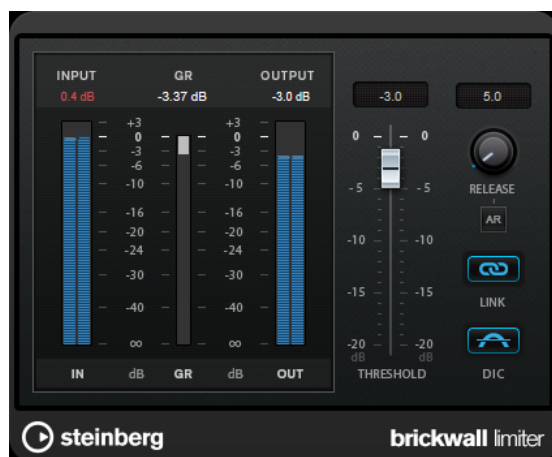 INPUT GR OUTPUT
0.4 dB -3.37 dB -3.0 dB
-3.0 5.0
+3 +3
0 0
-3 -3
-6 -6
-10 -10
-16 -16
-20 -20
-24 -24
-30 -30
-40 -40
∞ ∞
IN dB GR dB OUT
0 0
-5 -5
-10 -10
-15 -15
-20 -20
dB dB
THRESHOLD
RELEASE
AR
LINK
DIC
steinberg
brickwall limiter